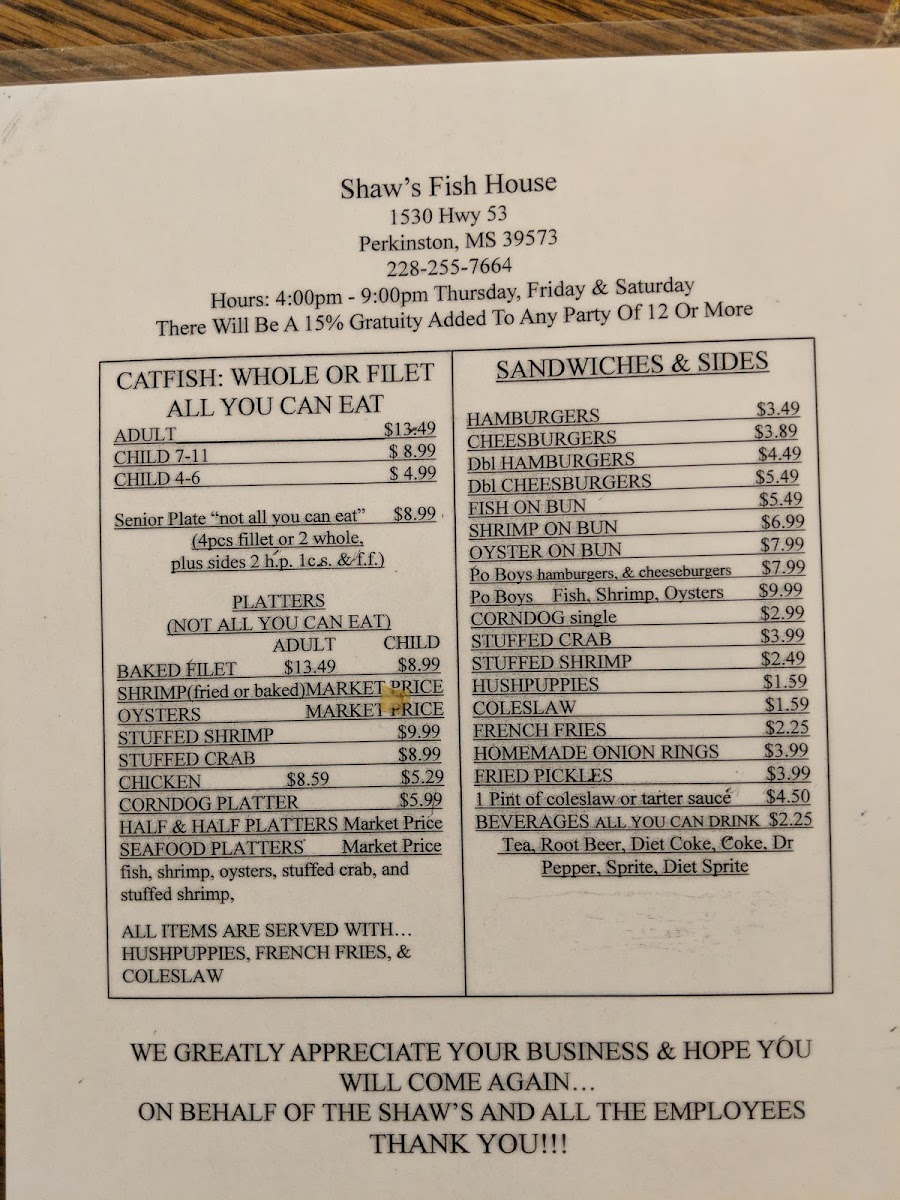 Shaw's Fish House
1530 Hwy 53
Perkinston, MS 39573
228-255-7664
Hours: 4:00pm - 9:00pm Thursday, Friday & Saturday
There Will Be A 15% Gratuity Added To Any Party Of 12 Or More
CATFISH: WHOLE OR FILET
ALL YOU CAN EAT
ADULT $13.49
CHILD 7-11 $ 8.99
CHILD 4-6 $ 4.99
Senior Plate "not all you can eat" $8.99
(4pcs fillet or 2 whole,
plus sides 2 h.p. 1c.s. & f.f.)
PLATTERS
(NOT ALL YOU CAN EAT)
ADULT CHILD
BAKED FILET $13.49 $8.99
SHRIMP(fried or baked)MARKET PRICE
OYSTERS MARKET PRICE
STUFFED SHRIMP $9.99
STUFFED CRAB $8.99
CHICKEN $8.59 $5.29
CORNDOG PLATTER $5.99
HALF & HALF PLATTERS Market Price
SEAFOOD PLATTERS Market Price
fish, shrimp, oysters, stuffed crab, and
stuffed shrimp,
ALL ITEMS ARE SERVED WITH…
HUSHPUPPIES, FRENCH FRIES, &
COLESLAW
SANDWICHES & SIDES
HAMBURGERS $3.49
CHEESBURGERS $3.89
Dbl HAMBURGERS $4.49
Dbl CHEESBURGERS $5.49
FISH ON BUN $5.49
SHRIMP ON BUN $6.99
OYSTER ON BUN $7.99
Po Boys hamburgers, & cheeseburgers $7.99
Po Boys Fish, Shrimp, Oysters $9.99
CORNDOG single $2.99
STUFFED CRAB $3.99
STUFFED SHRIMP $2.49
HUSHPUPPIES $1.59
COLESLAW $1.59
FRENCH FRIES $2.25
HOMEMADE ONION RINGS $3.99
FRIED PICKLES $3.99
1 Pint of coleslaw or tarter sauce $4.50
BEVERAGES ALL YOU CAN DRINK $2.25
Tea, Root Beer, Diet Coke, Coke, Dr
Pepper, Sprite, Diet Sprite
WE GREATLY APPRECIATE YOUR BUSINESS & HOPE YOU
WILL COME AGAIN…
ON BEHALF OF THE SHAW'S AND ALL THE EMPLOYEES
THANK YOU!!!